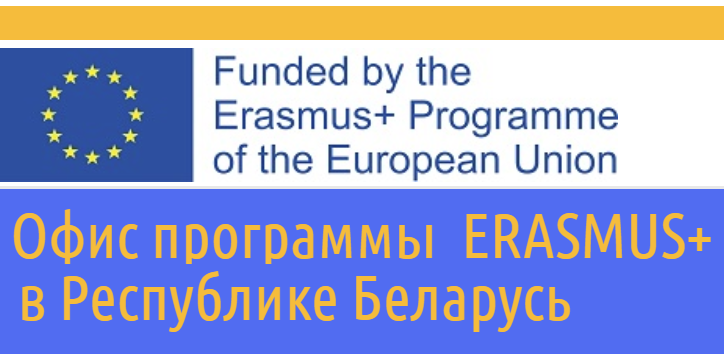 Funded by the
Erasmus+ Programme
of the European Union
Офис программы ERASMUS+
в Республике Беларусь